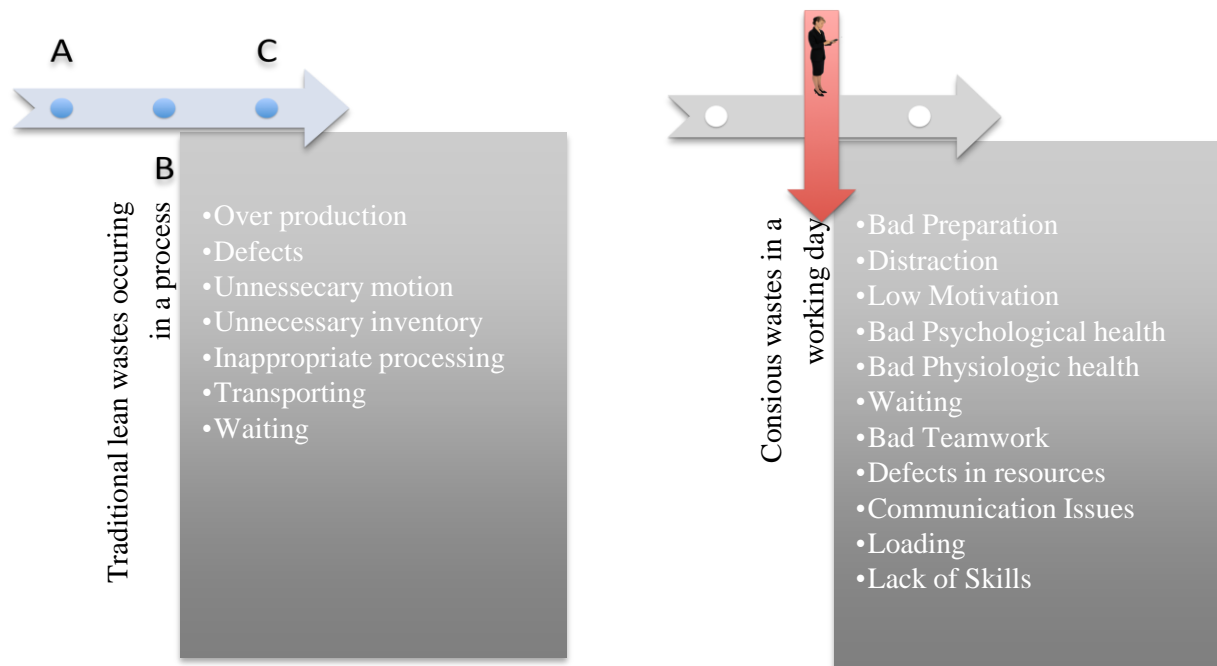 A
C
B
Traditional lean wastes occuring
in a process
•Over production
•Defects
•Unnessecary motion
•Unnecessary inventory
•Inappropriate processing
•Transporting
•Waiting
Consious wastes in a
working day
•Bad Preparation
•Distraction
•Low Motivation
•Bad Psychological health
•Bad Physiologic health
•Waiting
•Bad Teamwork
•Defects in resources
•Communication Issues
•Loading
•Lack of Skills